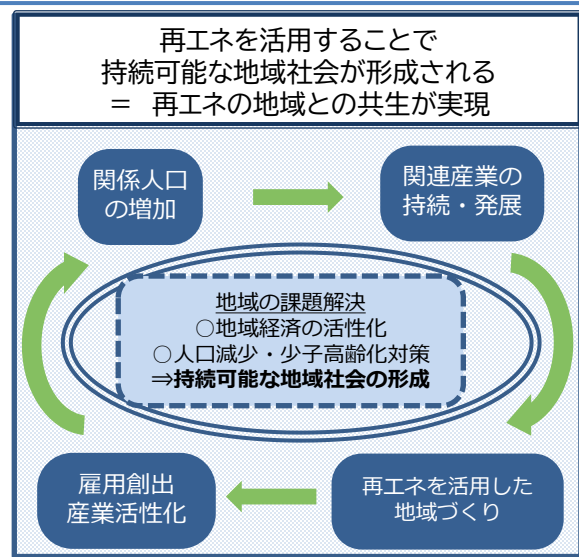 再エネを活用することで
持続可能な地域社会が形成される
＝ 再エネの地域との共生が実現
関係人口
の増加
関連産業の
持続・発展
地域の課題解決
○地域経済の活性化
○人口減少・少子高齢化対策
⇒持続可能な地域社会の形成
雇用創出
産業活性化
再エネを活用した
地域づくり